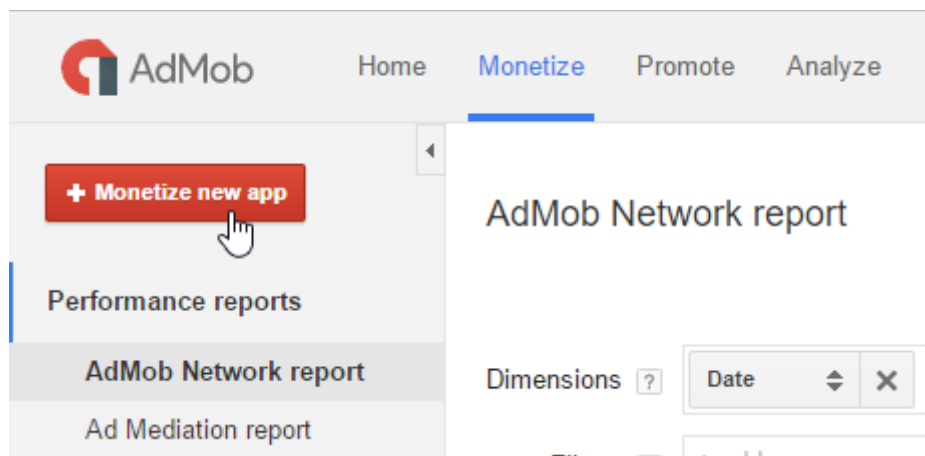 AdMob Home Monetize Promote Analyze
+ Monetize new app
AdMob Network report
Performance reports
AdMob Network report
Dimensions ? Date
Ad Mediation report